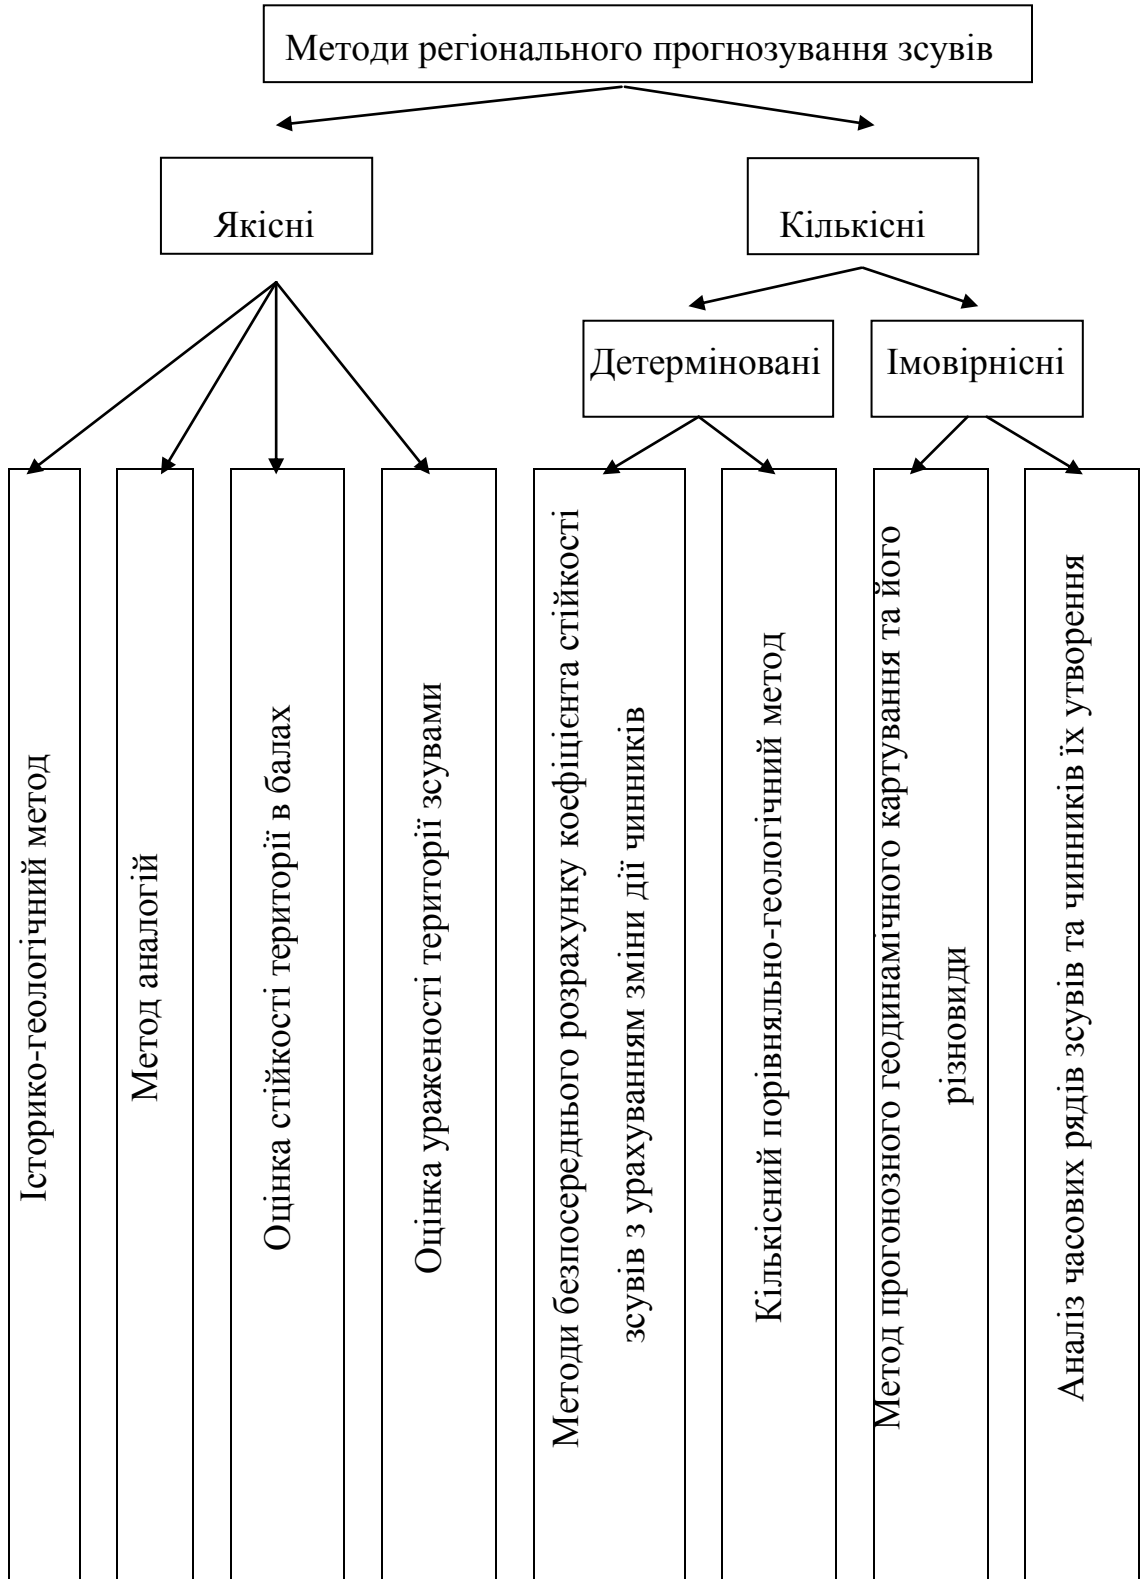 Методи регіонального прогнозування зсувів
Якісні
Кількісні
Детерміновані
Імовірнісні
Історико-геологічний метод
Метод аналогій
Оцінка стійкості території в балах
Оцінка ураженості території зсувами
Методи безпосереднього розрахунку коефіцієнта стійкості
зсувів з урахуванням зміни дії чинників
Кількісний порівняльно-геологічний метод
Метод прогонозного геодинамічного картування та його
різновиди
Аналіз часових рядів зсувів та чинників їх утворення